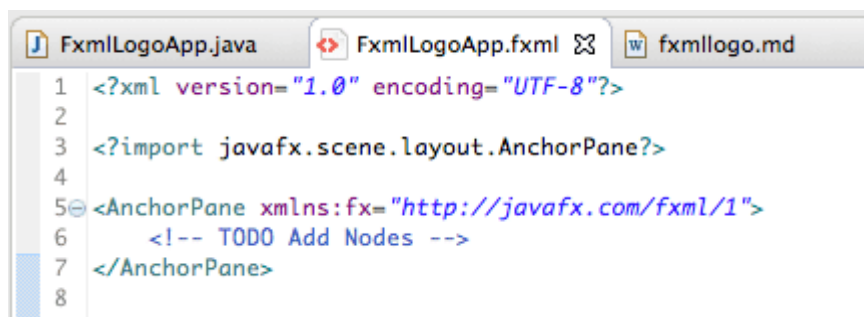 FxmlLogoApp.java FxmlLogoApp.fxml fxmllogo.md
1 <?xml version="1.0" encoding="UTF-8"?>
2
3 <?import javafx.scene.layout.AnchorPane?>
4
5 <AnchorPane xmlns:fx="http://javafx.com/fxml/1">
6     <!-- TODO Add Nodes -->
7 </AnchorPane>
8